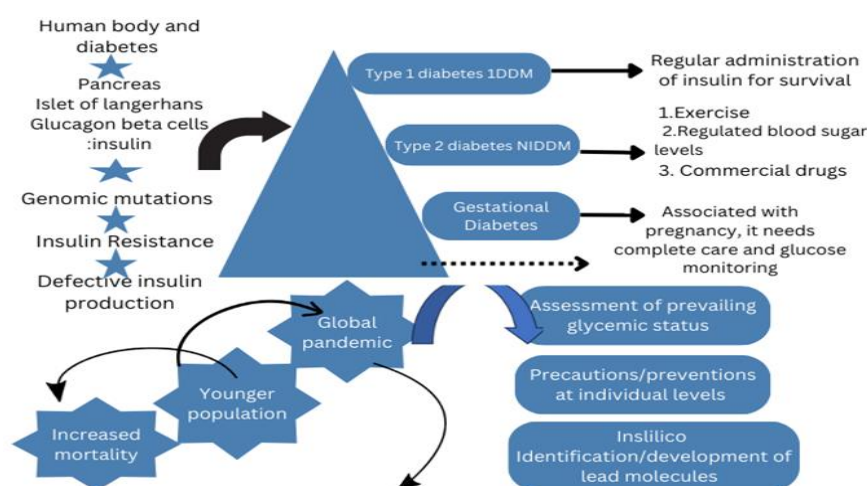 Human body and
diabetes
Pancreas
Islet of langerhans
Glucagon beta cells
:insulin
Genomic mutations
Insulin Resistance
Defective insulin
production
Type 1 diabetes 1DDM
Regular administration
of insulin for survival
Type 2 diabetes NIDDM
1.Exercise
2.Regulated blood sugar
levels
3. Commercial drugs
Gestational
Diabetes
Associated with
pregnancy, it needs
complete care and glucose
monitoring
Global
pandemic
Younger
population
Increased
mortality
Assessment of prevailing
glycemic status
Precautions/preventions
at individual levels
Inslilico
Identification/development of
lead molecules